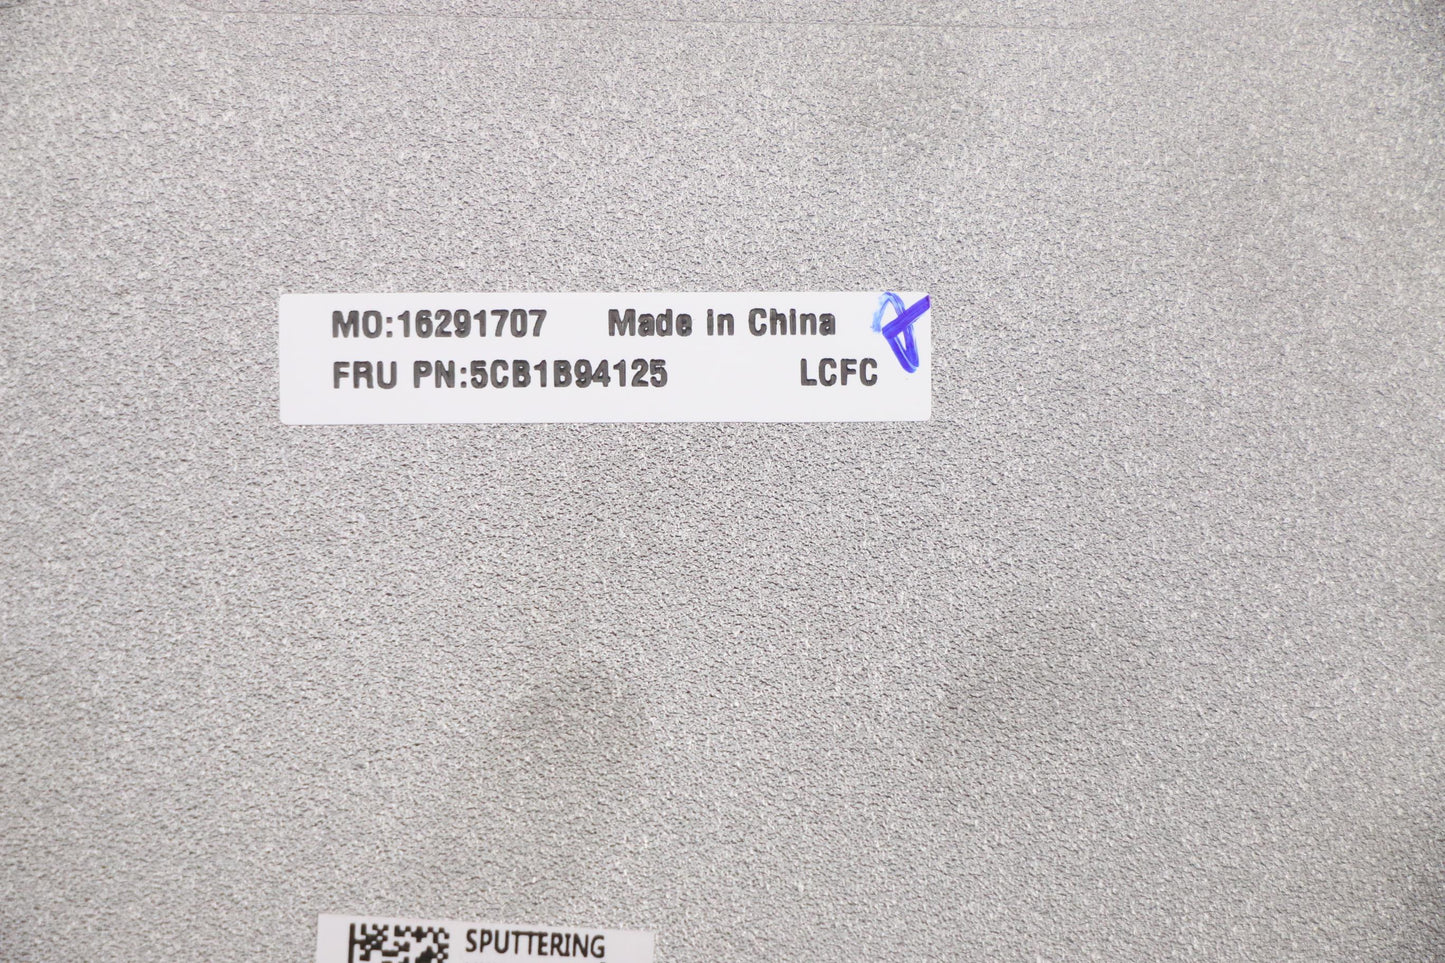 MO:16291707 Made in China
FRU PN:5CB1B94125 LCFC
SPUTTERING